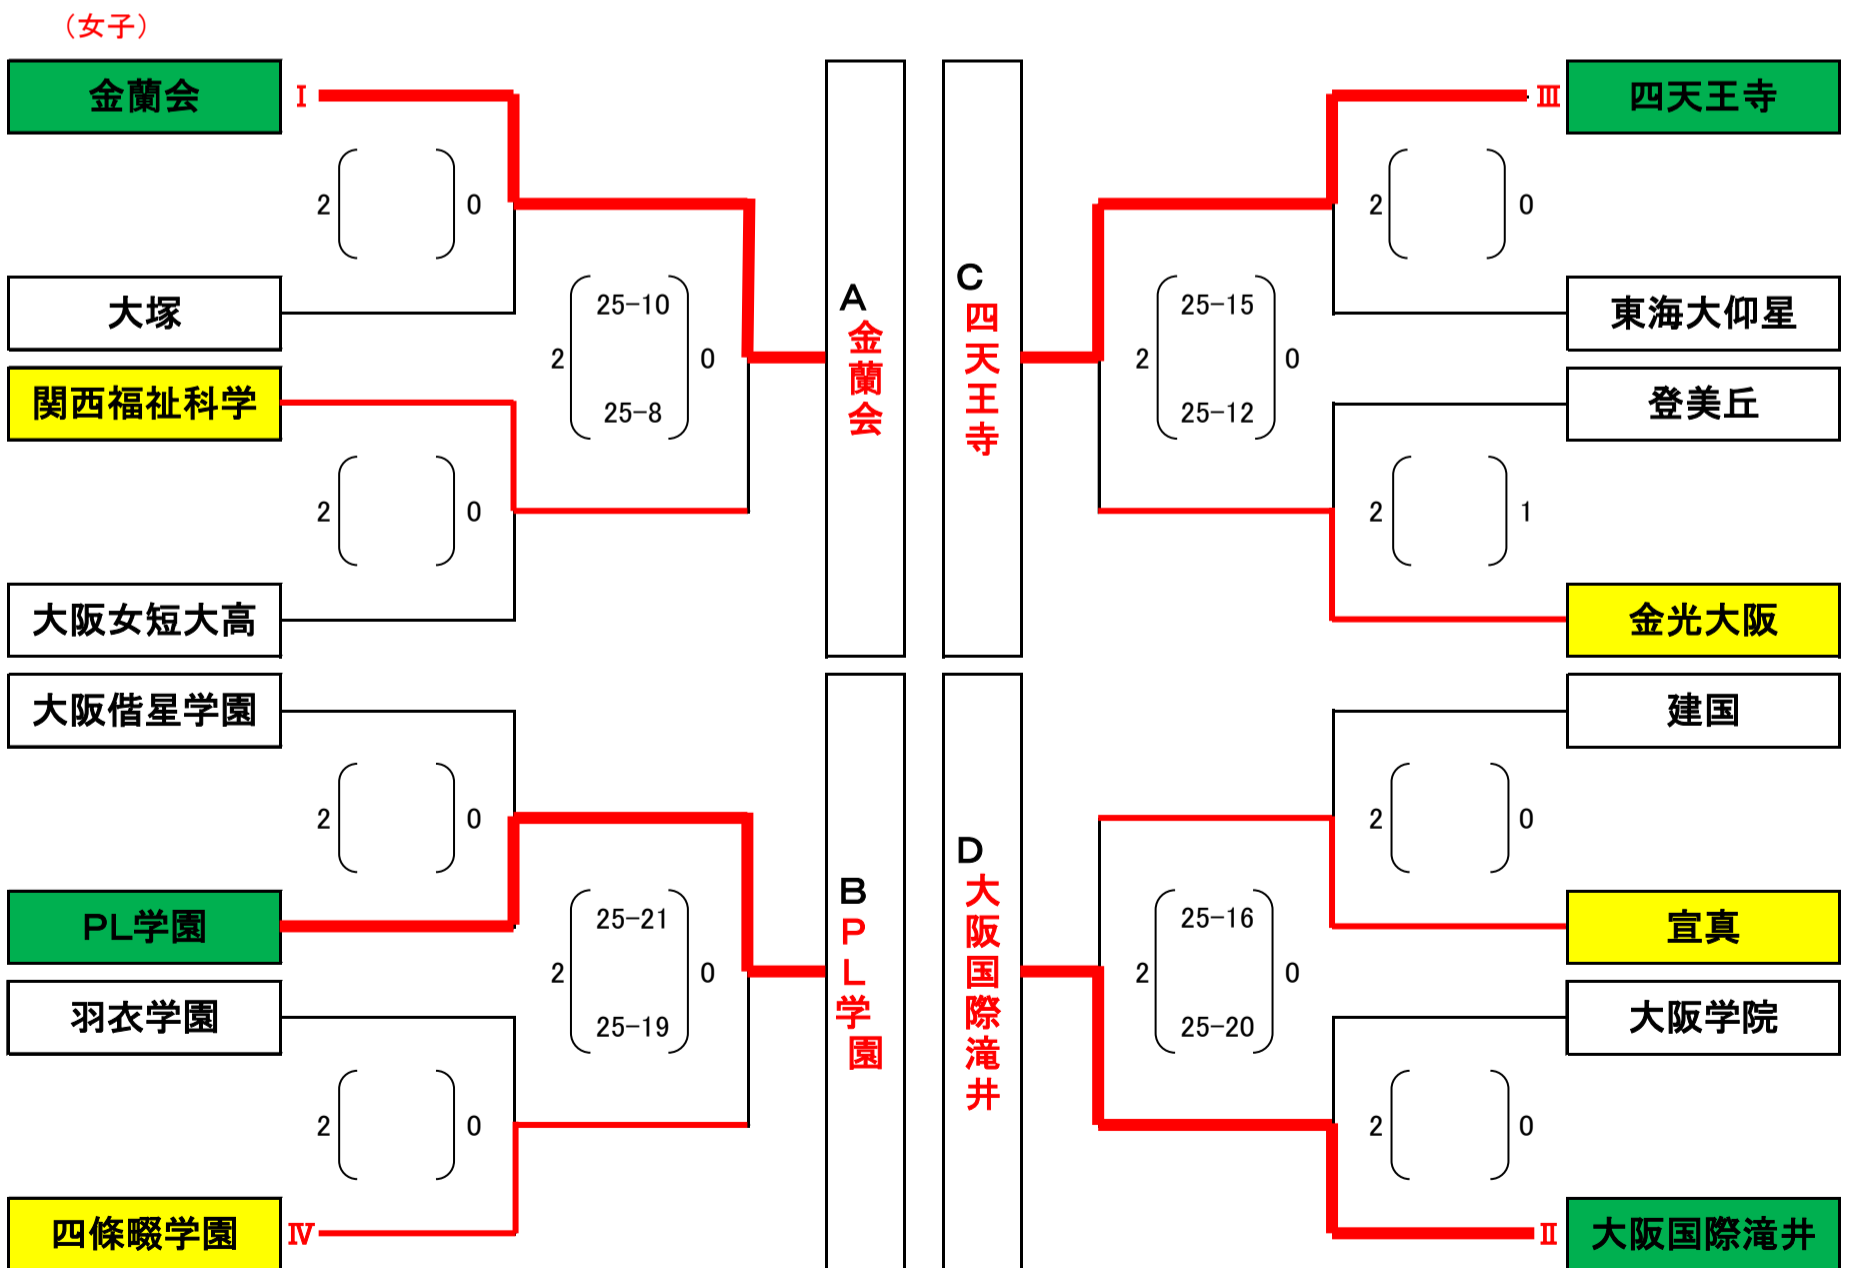 （女子）
金蘭会
Ⅰ
2
0
大塚
関西福祉科学
2
0
大阪女短大高
25-10
2
0
25-8
A
金蘭会
大阪偕星学園
2
0
PL学園
羽衣学園
2
0
四條畷学園
Ⅳ
25-21
2
0
25-19
B
PL学園
C
四天王寺
25-15
2
0
25-12
Ⅲ
四天王寺
2
0
東海大仰星
登美丘
2
1
金光大阪
D
大阪国際滝井
25-16
2
0
25-20
建国
2
0
宣真
大阪学院
2
0
Ⅱ
大阪国際滝井